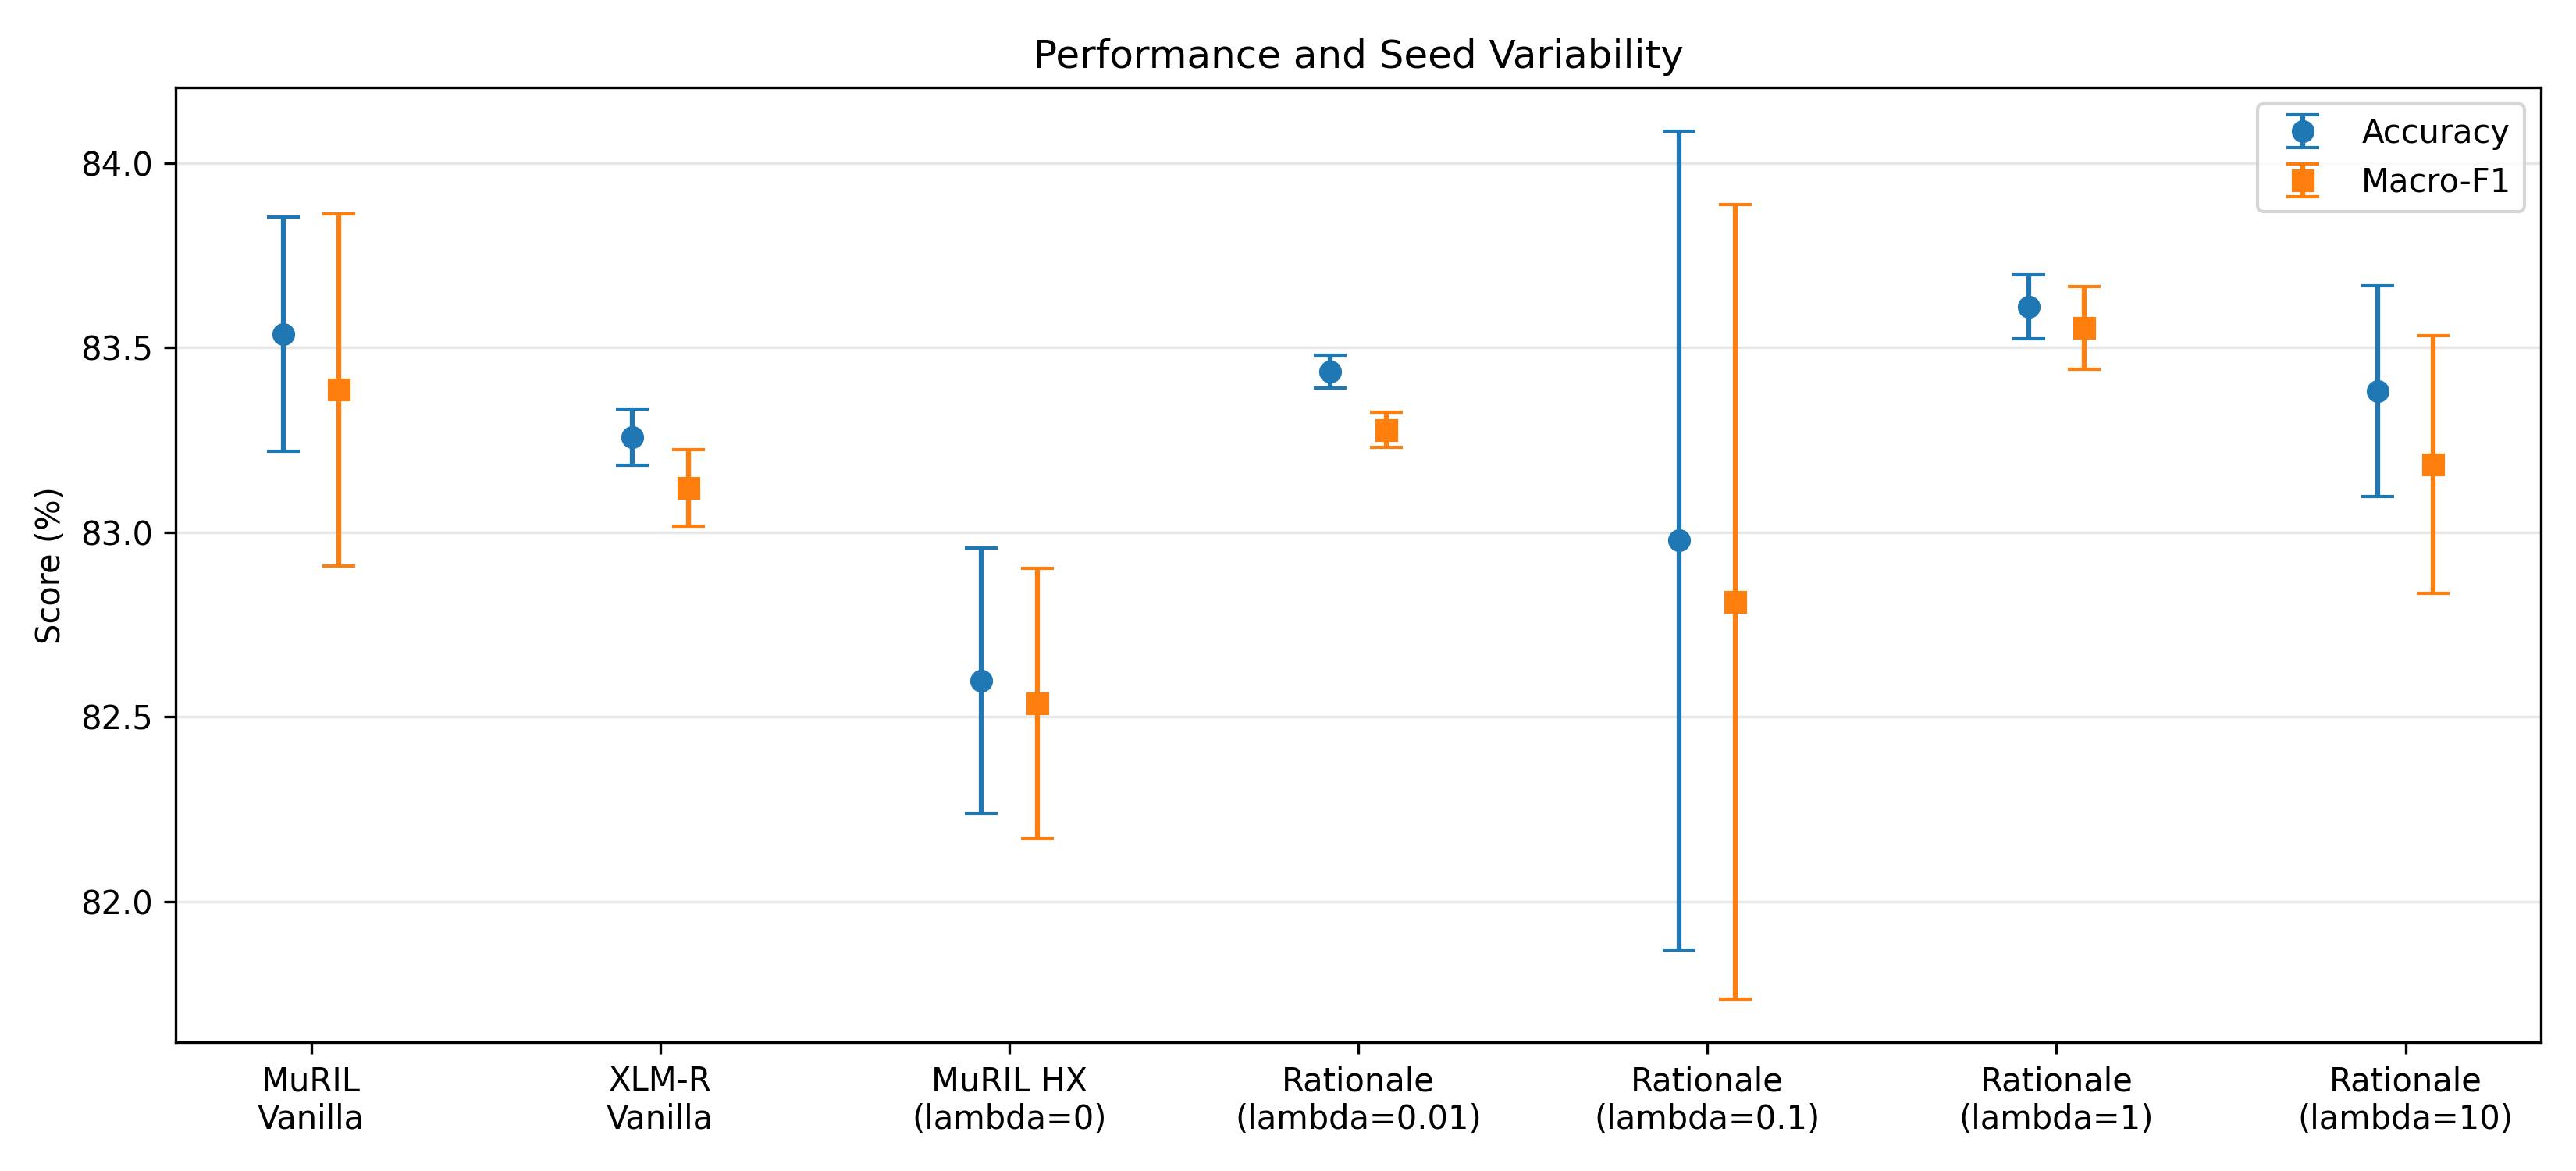 Performance and Seed Variability
Accuracy
Macro-F1
Score (%)
84.0
83.5
83.0
82.5
82.0
MuRIL
Vanilla
XLM-R
Vanilla
MuRIL HX
(lambda=0)
Rationale
(lambda=0.01)
Rationale
(lambda=0.1)
Rationale
(lambda=1)
Rationale
(lambda=10)